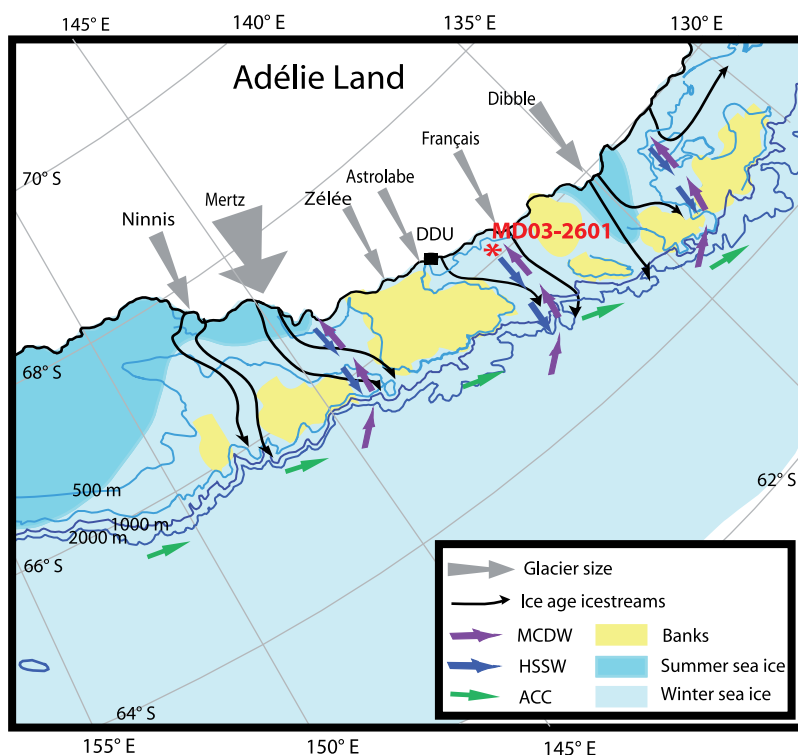 145° E
140° E
135° E
130° E
Adélie Land
Dibble
Français
70° S
Astrolabe
Mertz
Zélée
Ninnis
DDU
MD03-2601
*
68° S
62° S
500 m
1000 m
2000 m
66° S
Glacier size
Ice age icestreams
MCDW
Banks
HSSW
Summer sea ice
ACC
Winter sea ice
64° S
155° E
150° E
145° E